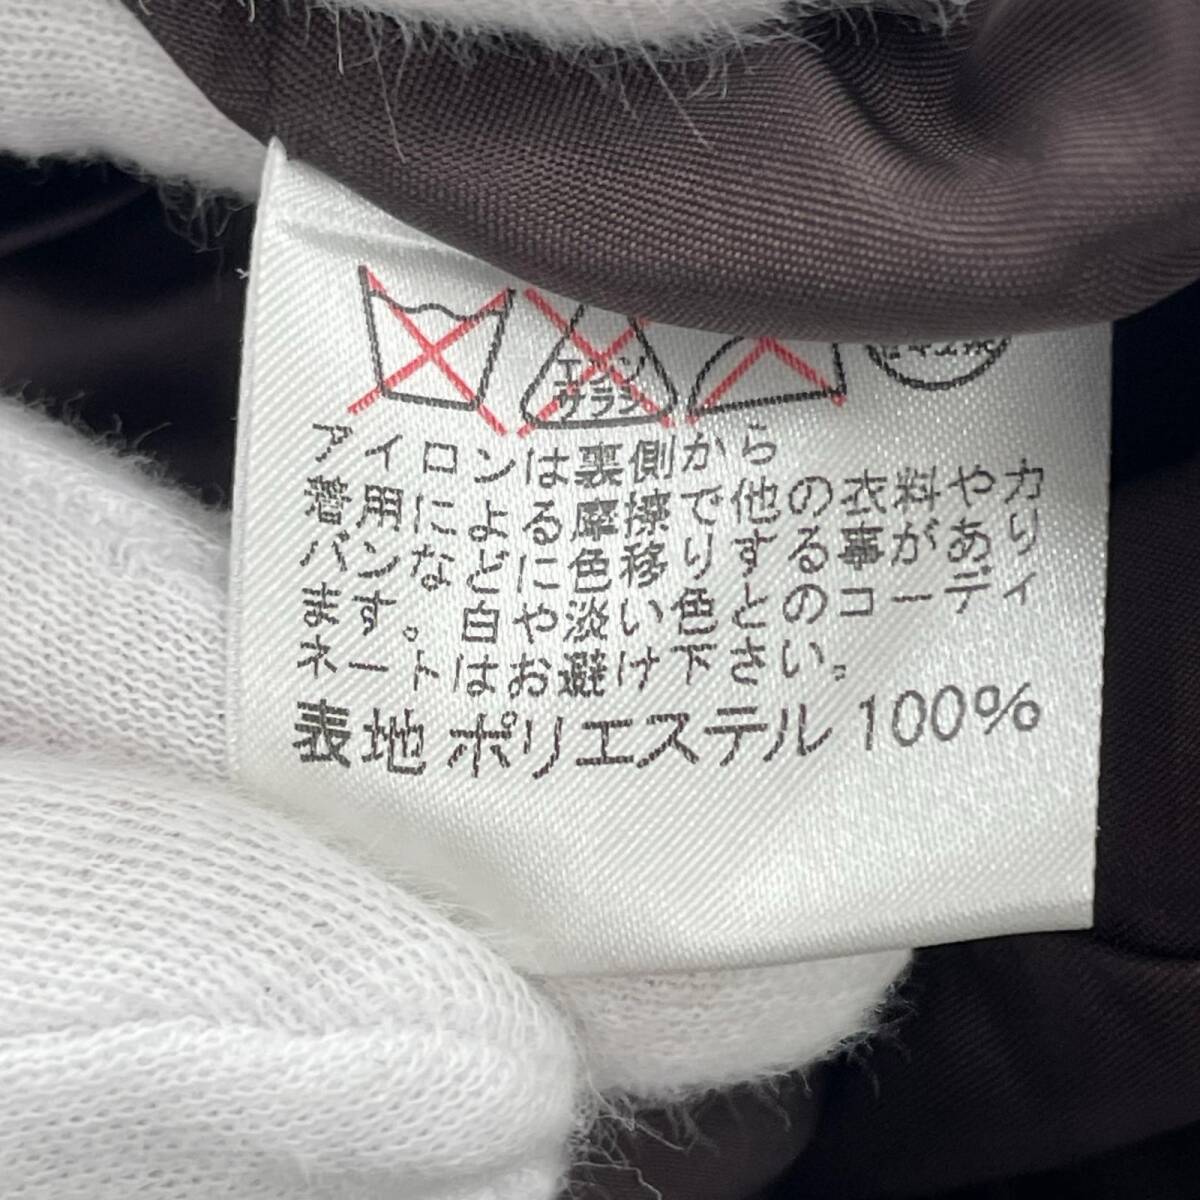 エンソ
サラシ
アイロンは裏側から
着用による摩擦で他の衣料やカ
バンなどに色移りする事があり
ます。白や淡い色とのコーディ
ネートはお避け下さい。
表地 ポリエステル 100%